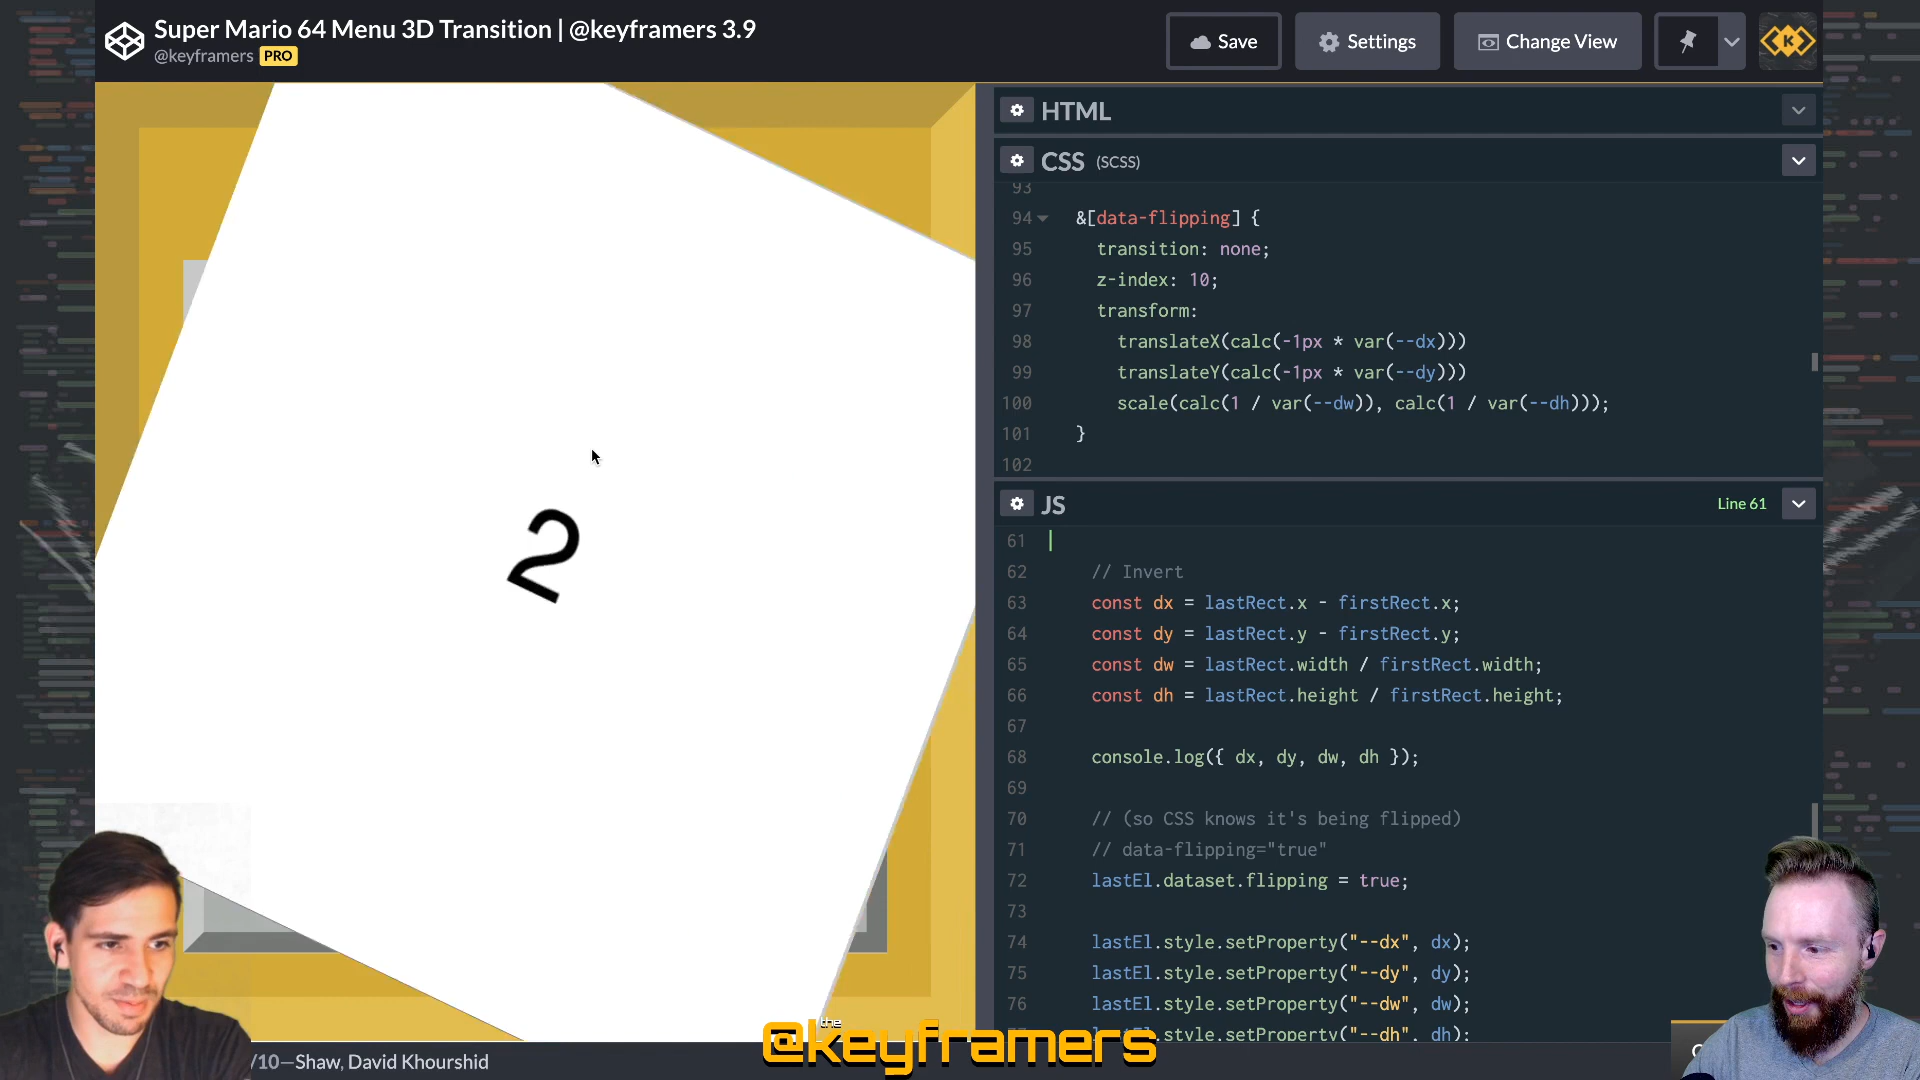 Super Mario 64 Menu 3D Transition | @keyframers 3.9
@keyframers PRO
Save
Settings
Change View
K
HTML
CSS (SCSS)
93
94 &[data-flipping] {
95 transition: none;
96 z-index: 10;
97 transform:
98 translateX(calc(-1px * var(--dx)))
99 translateY(calc(-1px * var(--dy)))
100 scale(calc(1 / var(--dw)), calc(1 / var(--dh)));
101 }
102
2
JS
Line 61
61
62 // Invert
63 const dx = lastRect.x - firstRect.x;
64 const dy = lastRect.y - firstRect.y;
65 const dw = lastRect.width / firstRect.width;
66 const dh = lastRect.height / firstRect.height;
67
68 console.log({ dx, dy, dw, dh });
69
70 // (so CSS knows it's being flipped)
71 // data-flipping="true"
72 lastEl.dataset.flipping = true;
73
74 lastEl.style.setProperty("--dx", dx);
75 lastEl.style.setProperty("--dy", dy);
76 lastEl.style.setProperty("--dw", dw);
.style.setProperty("--dh", dh);
the
@keyframers
/10—Shaw, David Khourshid